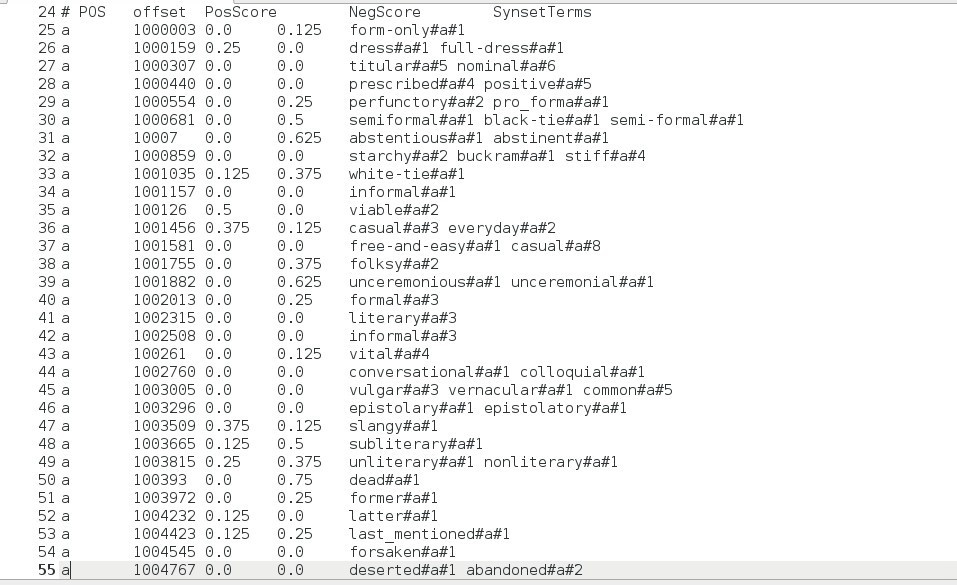 24 # POS offset PosScore NegScore SynsetTerms
25 a 1000003 0.0 0.125 form-only#a#1
26 a 1000159 0.25 0.0 dress#a#1 full-dress#a#1
27 a 1000307 0.0 0.0 titular#a#5 nominal#a#6
28 a 1000440 0.0 0.0 prescribed#a#4 positive#a#5
29 a 1000554 0.0 0.25 perfunctory#a#2 pro_forma#a#1
30 a 1000681 0.0 0.5 semiformal#a#1 black-tie#a#1 semi-formal#a#1
31 a 10007 0.0 0.625 abstentious#a#1 abstinent#a#1
32 a 1000859 0.0 0.0 starchy#a#2 buckram#a#1 stiff#a#4
33 a 1001035 0.125 0.375 white-tie#a#1
34 a 1001157 0.0 0.0 informal#a#1
35 a 100126 0.5 0.0 viable#a#2
36 a 1001456 0.375 0.125 casual#a#3 everyday#a#2
37 a 1001581 0.0 0.0 free-and-easy#a#1 casual#a#8
38 a 1001755 0.0 0.375 folksy#a#2
39 a 1001882 0.0 0.625 unceremonious#a#1 unceremonial#a#1
40 a 1002013 0.0 0.25 formal#a#3
41 a 1002315 0.0 0.0 literary#a#3
42 a 1002508 0.0 0.0 informal#a#3
43 a 100261 0.0 0.125 vital#a#4
44 a 1002760 0.0 0.0 conversational#a#1 colloquial#a#1
45 a 1003005 0.0 0.0 vulgar#a#3 vernacular#a#1 common#a#5
46 a 1003296 0.0 0.0 epistolary#a#1 epistolatory#a#1
47 a 1003509 0.375 0.125 slangy#a#1
48 a 1003665 0.125 0.5 subliterary#a#1
49 a 1003815 0.25 0.375 unliterary#a#1 nonliterary#a#1
50 a 100393 0.0 0.75 dead#a#1
51 a 1003972 0.0 0.25 former#a#1
52 a 1004232 0.125 0.0 latter#a#1
53 a 1004423 0.125 0.25 last_mentioned#a#1
54 a 1004545 0.0 0.0 forsaken#a#1
55 a 1004767 0.0 0.0 deserted#a#1 abandoned#a#2